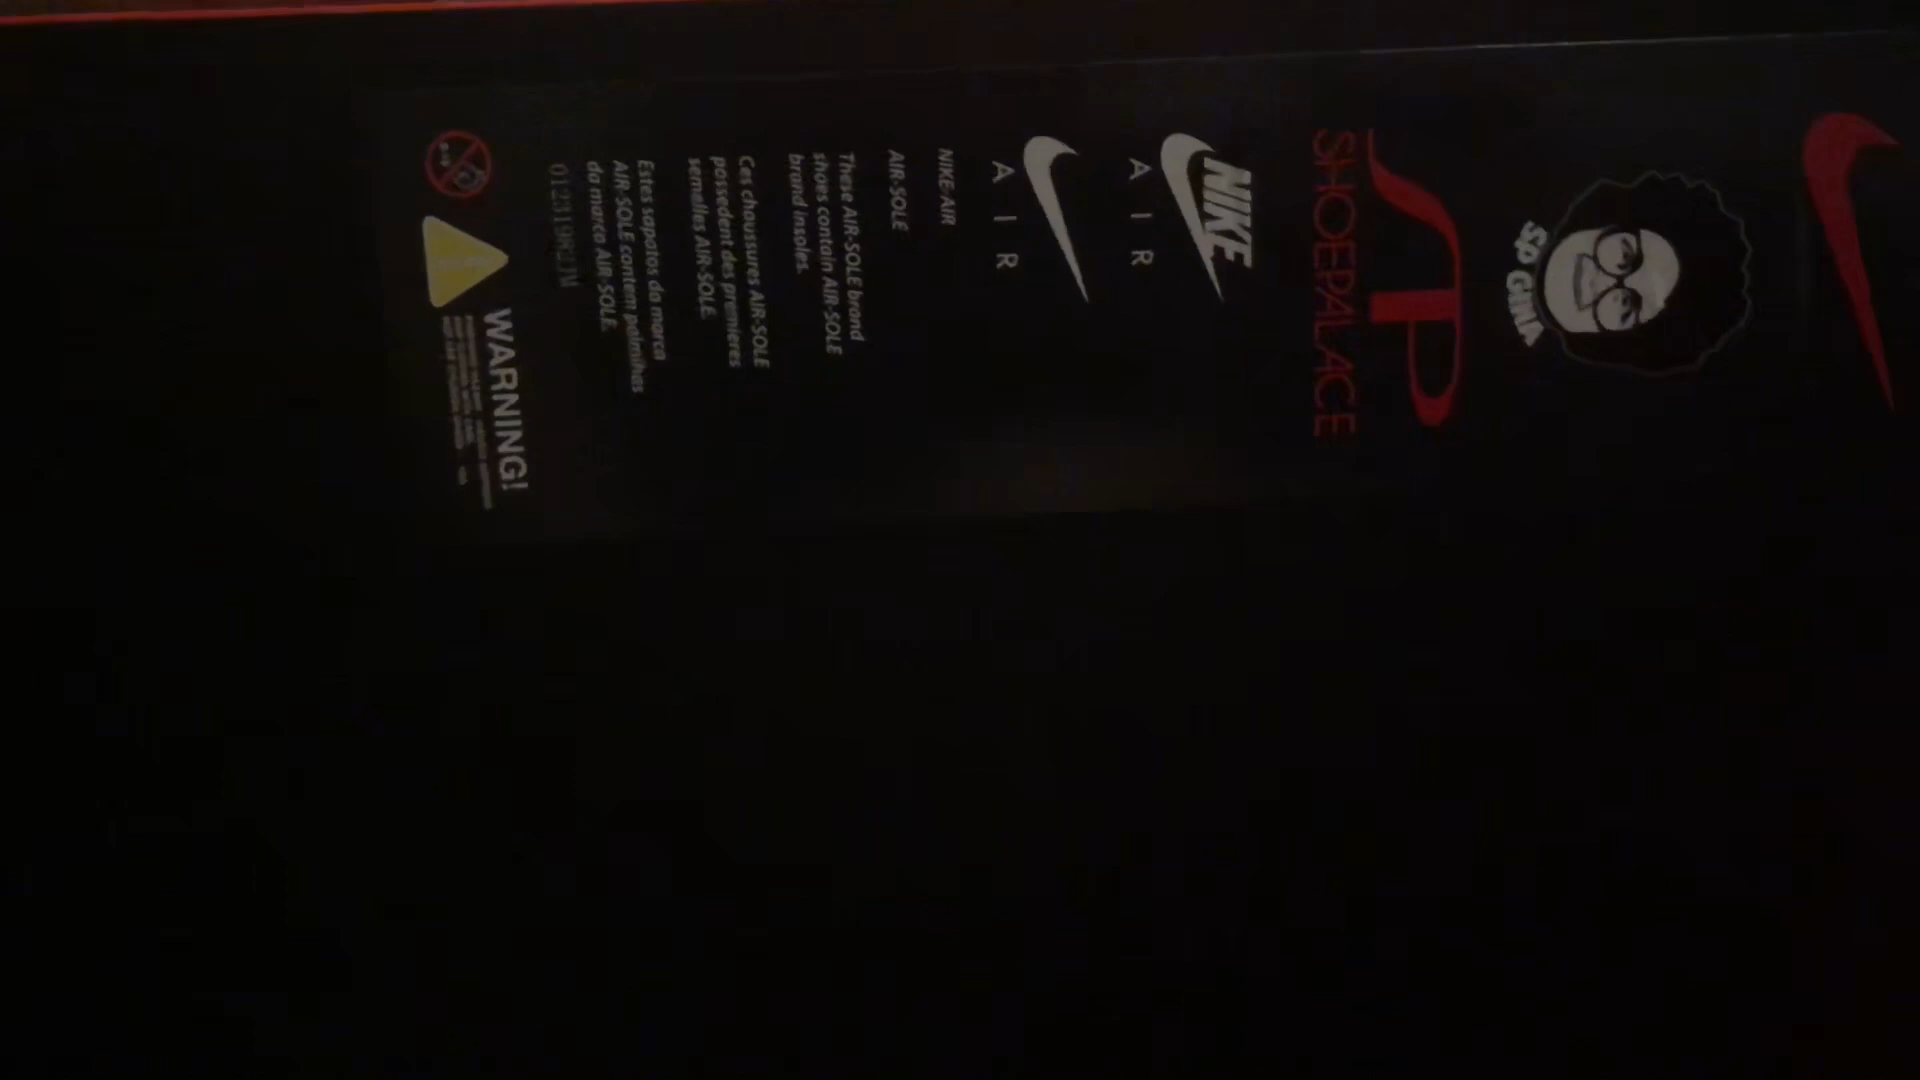 SP GINA
SHOEPALACE
NIKE
AIR
AIR
NIKE-AIR
AIR-SOLE
These AIR-SOLE brand
shoes contain AIR-SOLE
brand insoles.
Ces chaussures AIR-SOLE
possedent des premieres
semelles AIR-SOLE.
Estes sapatos da marca
AIR-SOLE contem palmilhas
da marca AIR-SOLE.
WARNING!